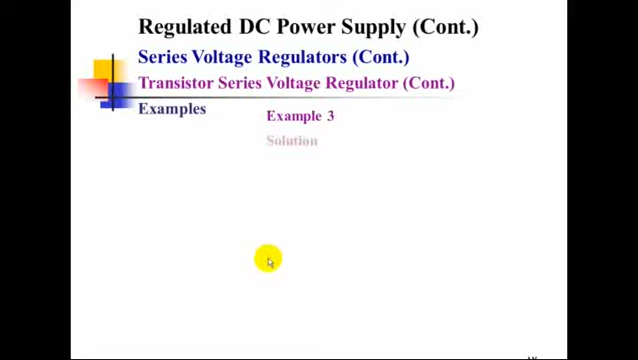 Regulated DC Power Supply (Cont.)
Series Voltage Regulators (Cont.)
Transistor Series Voltage Regulator (Cont.)
Examples
Example 3
Solution